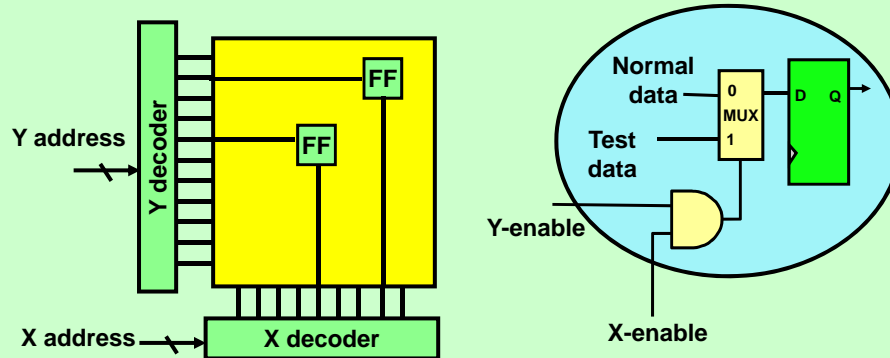 Y address
Y decoder
FF
FF
X address
X decoder
Normal
data
Test
data
0
MUX
1
D Q
Y-enable
X-enable